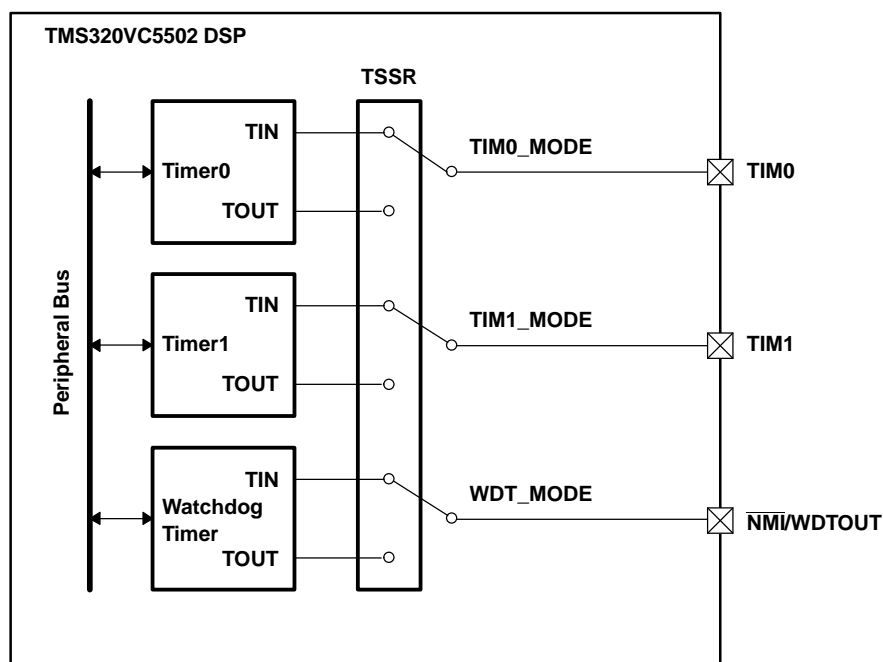 TMS320VC5502 DSP
TSSR
Peripheral Bus
TIN
Timer0
TOUT
TIM0_MODE
TIM0
TIN
Timer1
TOUT
TIM1_MODE
TIM1
TIN
Watchdog
Timer
TOUT
WDT_MODE
NMI/WDTOUT